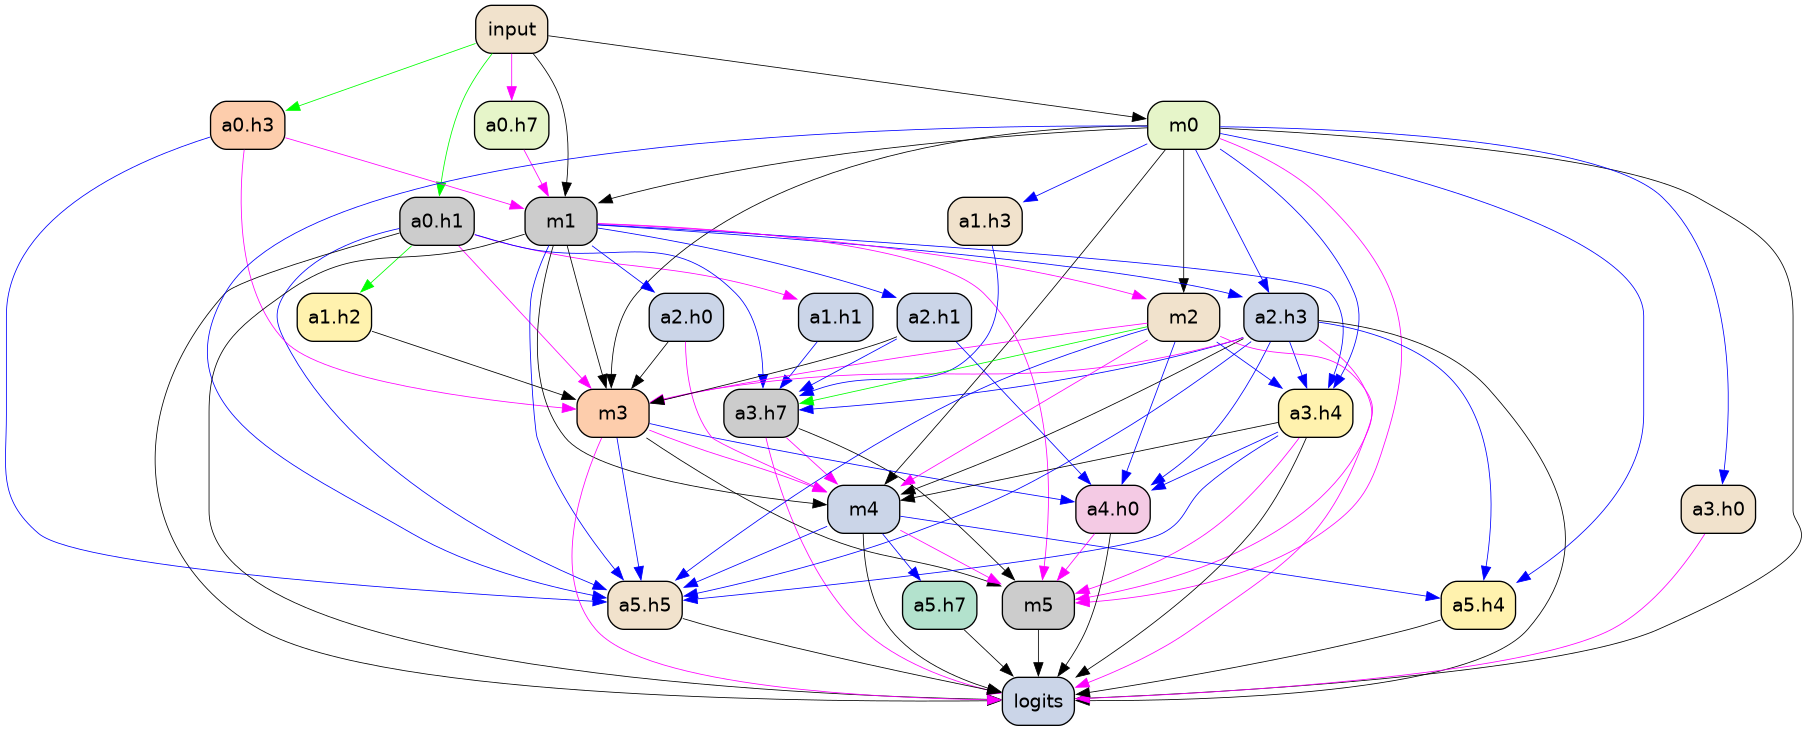 input
a0.h3
a0.h7
m0
a0.h1
m1
a1.h3
a1.h2
a2.h0
a1.h1
a2.h1
m2
a2.h3
m3
a3.h7
a3.h4
m4
a4.h0
a3.h0
a5.h5
a5.h7
m5
a5.h4
logits